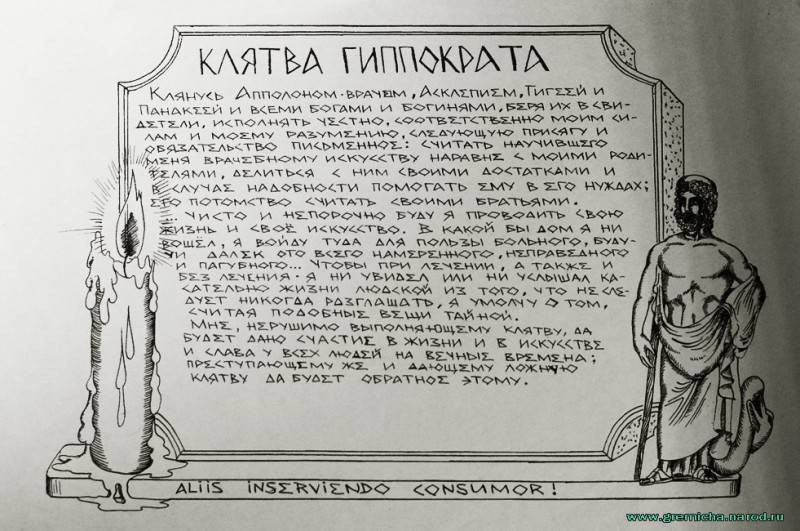 КЛЯТВА ГИППОКРАТА
Клянусь Апполоном-врачем, Асклепием, Гигеей и
Панакеей и всеми богами и богинями, беря их в сви-
детели, исполнять честно, соответственно моим си-
лам и моему разумению, следующую присягу и
обязательство письменное: считать научившего
меня врачебному искусству наравне с моими роди-
телями, делиться с ним своими достатками и
в случае надобности помогать ему в его нуждах;
его потомство считать своими братьями.
... Чисто и непорочно буду я проводить свою
жизнь и своё искусство. В какой бы дом я ни
вошёл, я войду туда для пользы больного, буду-
чи далек ото всего намеренного, неправедного
и пагубного... Чтобы при лечении, а также и
без лечения я ни увидел или ни услышал ка-
сательно жизни людской из того, что не сле-
дует никогда разглашать, я умолчу о том,
считая подобные вещи тайной.
Мне, нерушимо выполняющему клятву, да
будет дано счастие в жизни и в искусстве
и слава у всех людей на вечные времена;
преступающему же и дающему ложную
клятву да будет обратное этому.
ALIIS INSERVIENDO CONSUMOR!
www.gremicha.narod.ru